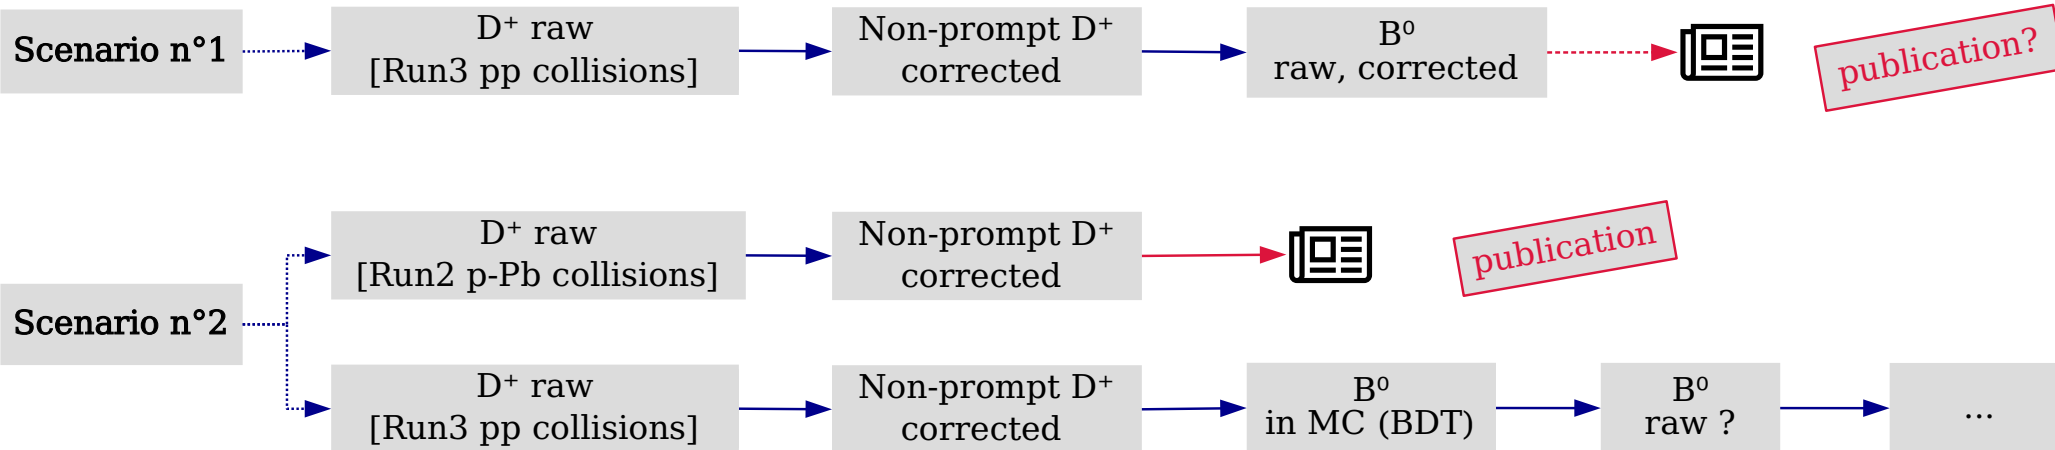 Scenario n°1
D⁺ raw
[Run3 pp collisions]
Non-prompt D⁺
corrected
B⁰
raw, corrected
publication?
Scenario n°2
D⁺ raw
[Run2 p-Pb collisions]
Non-prompt D⁺
corrected
publication
D⁺ raw
[Run3 pp collisions]
Non-prompt D⁺
corrected
B⁰
in MC (BDT)
B⁰
raw ?
...